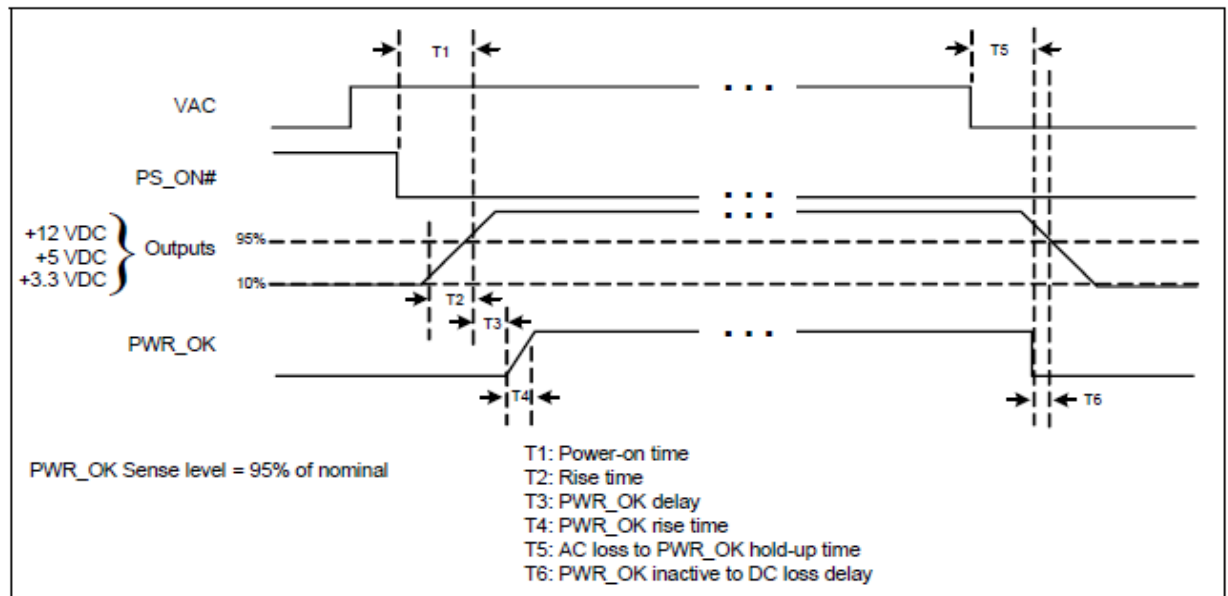 T1
T5
VAC
. . .
PS_ON#
. . .
. . .
+12 VDC
+5 VDC
+3.3 VDC
Outputs
95%
10%
T2
T3
PWR_OK
. . .
T4
T6
PWR_OK Sense level = 95% of nominal
T1: Power-on time
T2: Rise time
T3: PWR_OK delay
T4: PWR_OK rise time
T5: AC loss to PWR_OK hold-up time
T6: PWR_OK inactive to DC loss delay